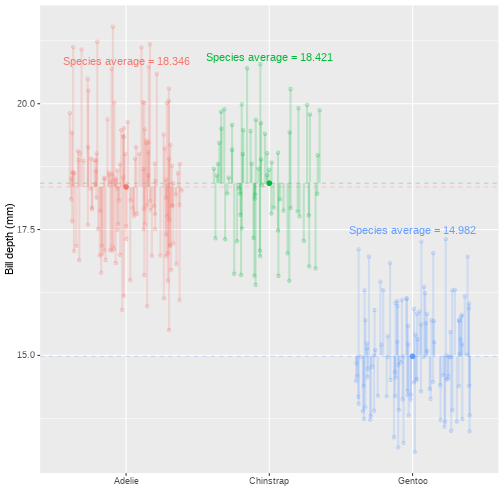 Species average = 18.346
Species average = 18.421
Species average = 14.982
Bill depth (mm)
20.0
17.5
15.0
Adelie
Chinstrap
Gentoo